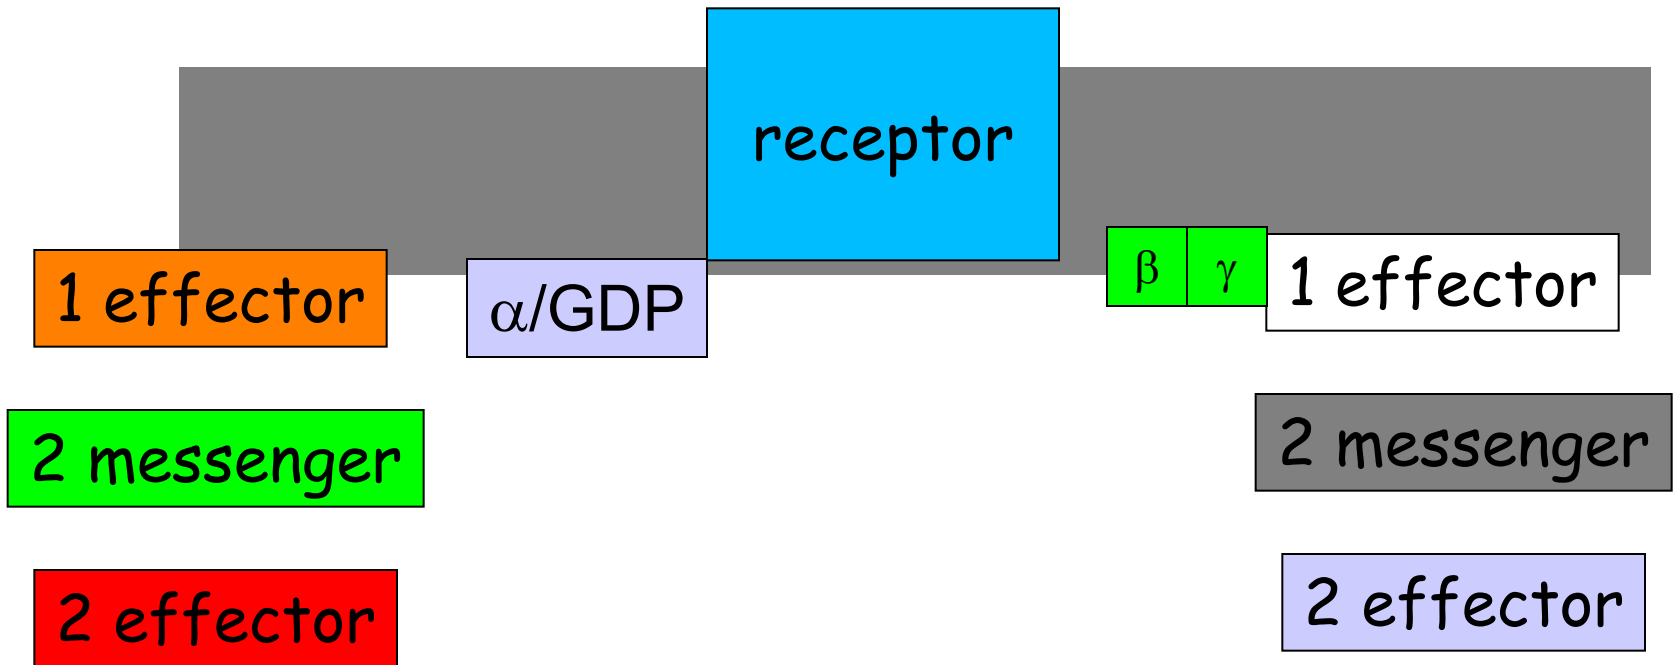 receptor
1 effector
α/GDP
β
γ
1 effector
2 messenger
2 messenger
2 effector
2 effector